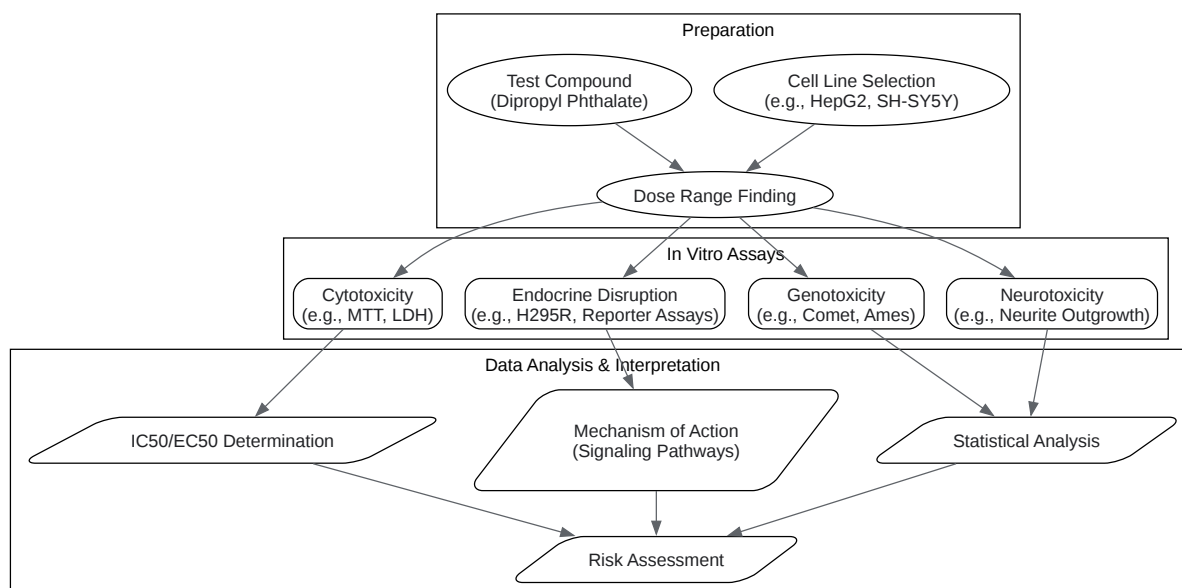 Preparation
Test Compound
(Dipropyl Phthalate)
Cell Line Selection
(e.g., HepG2, SH-SY5Y)
Dose Range Finding
In Vitro Assays
Cytotoxicity
(e.g., MTT, LDH)
Endocrine Disruption
(e.g., H295R, Reporter Assays)
Genotoxicity
(e.g., Comet, Ames)
Neurotoxicity
(e.g., Neurite Outgrowth)
Data Analysis & Interpretation
IC50/EC50 Determination
Mechanism of Action
(Signaling Pathways)
Statistical Analysis
Risk Assessment